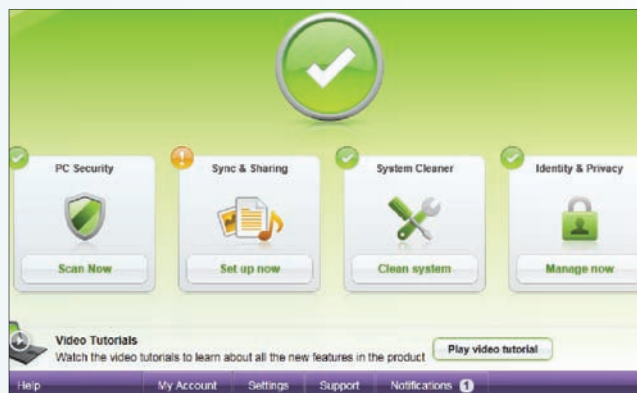 PC Security
Sync & Sharing
System Cleaner
Identity & Privacy
Scan Now
Set up now
Clean system
Manage now
Video Tutorials
Watch the video tutorials to learn about all the new features in the product
Play video tutorial
Help My Account Settings Support Notifications 1